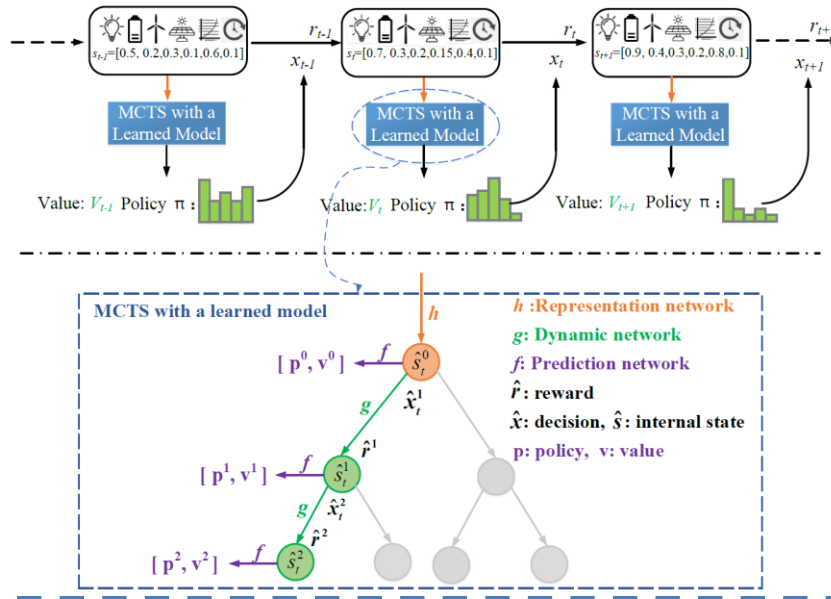 r_{t-1} r_t r_{t+}
s_{t-1}=[0.5, 0.2,0.3,0.1,0.6,0.1] s_t=[0.7, 0.3,0.2,0.15,0.4,0.1] s_{t+1}=[0.9, 0.4,0.3,0.2,0.8,0.1]
x_{t-1} x_t x_{t+1}
MCTS with a MCTS with a MCTS with a
Learned Model Learned Model Learned Model
Value: V_{t-1} Policy π : Value: V_t Policy π : Value: V_{t+1} Policy π :
MCTS with a learned model
h
h :Representation network
g: Dynamic network
f: Prediction network
r̂: reward
x̂: decision, ŝ: internal state
p: policy, v: value
[ p^0, v^0 ] f ŝ_t^0
g x̂_t^1
r̂^1
[ p^1, v^1 ] f ŝ_t^1
g x̂_t^2
r̂^2
[ p^2, v^2 ] f ŝ_t^2